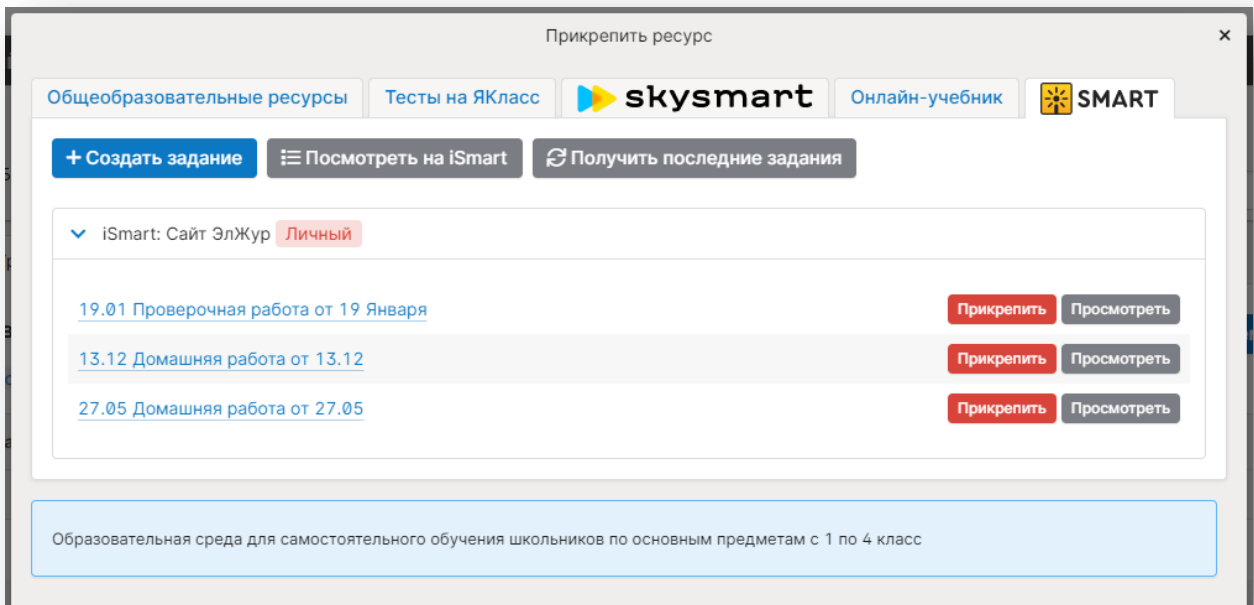 Прикрепить ресурс ×
Общеобразовательные ресурсы Тесты на ЯКласс skysmart Онлайн-учебник SMART
+ Создать задание Посмотреть на iSmart Получить последние задания
iSmart: Сайт ЭлЖур Личный
19.01 Проверочная работа от 19 Января Прикрепить Просмотреть
13.12 Домашняя работа от 13.12 Прикрепить Просмотреть
27.05 Домашняя работа от 27.05 Прикрепить Просмотреть
Образовательная среда для самостоятельного обучения школьников по основным предметам с 1 по 4 класс